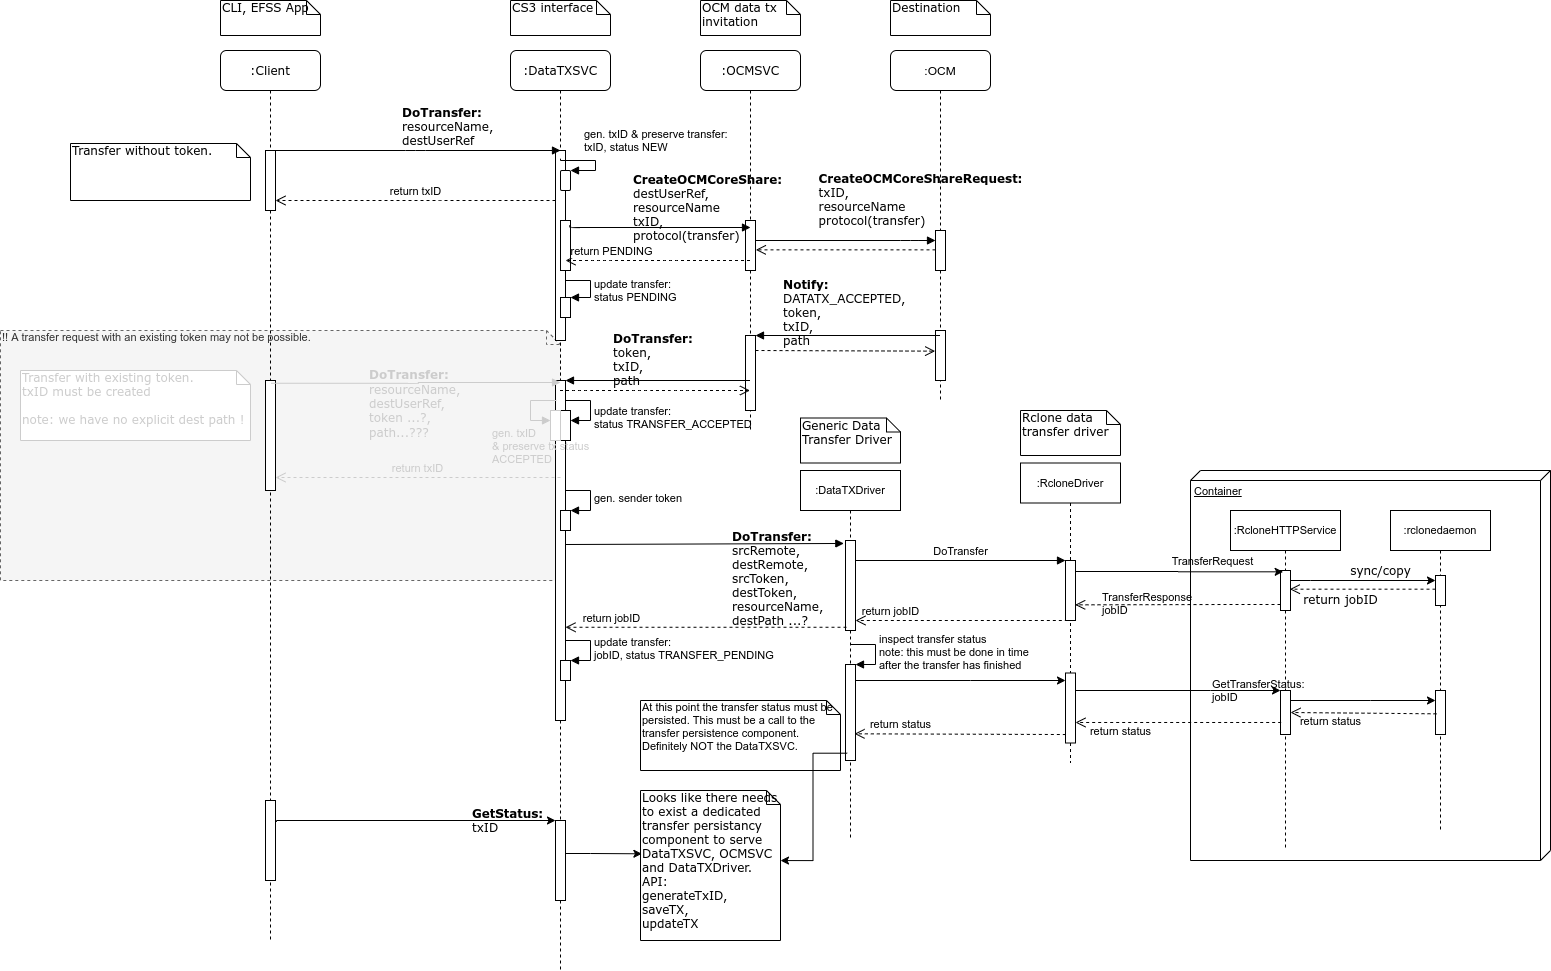 CLI, EFSS App
CS3 interface
OCM data tx
invitation
Destination
:Client
:DataTXSVC
:OCMSVC
:OCM
DoTransfer:
resourceName,
destUserRef
gen. txID & preserve transfer:
txID, status NEW
Transfer without token.
return txID
CreateOCMCoreShare:
destUserRef,
resourceName
txID,
protocol(transfer)
CreateOCMCoreShareRequest:
txID,
resourceName
protocol(transfer)
return PENDING
update transfer:
status PENDING
Notify:
DATATX_ACCEPTED,
token,
txID,
path
!! A transfer request with an existing token may not be possible.
DoTransfer:
token,
txID,
path
Transfer with existing token.
txID must be created
note: we have no explicit dest path !
DoTransfer:
resourceName,
destUserRef,
token ...?,
path...???
update transfer:
status TRANSFER_ACCEPTED
gen. txID
& preserve tx status
ACCEPTED
return txID
Generic Data
Transfer Driver
Rclone data
transfer driver
:DataTXDriver
:RcloneDriver
Container
:RcloneHTTPService
:rclonedaemon
gen. sender token
DoTransfer:
srcRemote,
destRemote,
srcToken,
destToken,
resourceName,
destPath ...?
DoTransfer
TransferRequest
sync/copy
return jobID
TransferResponse
jobID
return jobID
return jobID
update transfer:
jobID, status TRANSFER_PENDING
inspect transfer status
note: this must be done in time
after the transfer has finished
GetTransferStatus:
jobID
return status
return status
return status
At this point the transfer status must be
persisted. This must be a call to the
transfer persistence component.
Definitely NOT the DataTXSVC.
GetStatus:
txID
Looks like there needs
to exist a dedicated
transfer persistancy
component to serve
DataTXSVC, OCMSVC
and DataTXDriver.
API:
generateTxID,
saveTX,
updateTX